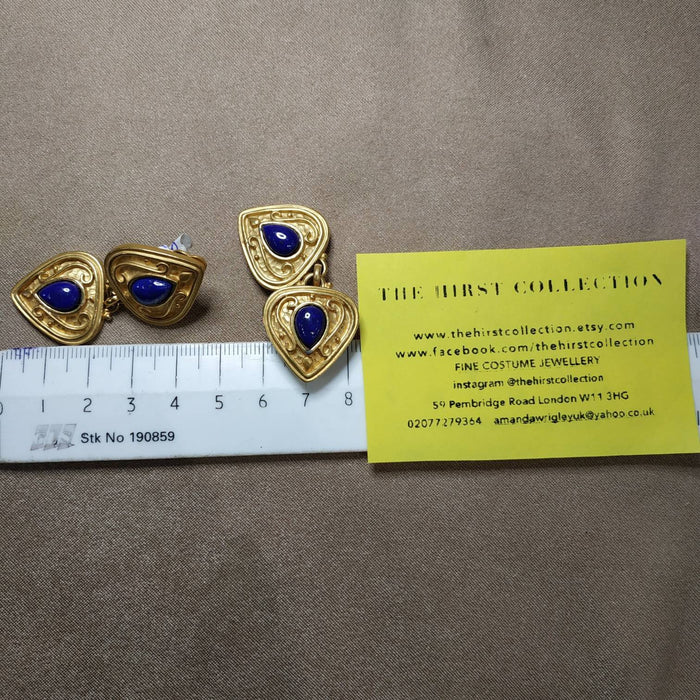 THE HIRST COLLECTION
www.thehirstcollection.etsy.com
www.facebook.com/thehirstcollection
FINE COSTUME JEWELLERY
instagram @thehirstcollection
59 Pembridge Road London W11 3HG
02077279364 amandawrigleyuk@yahoo.co.uk
0 1 2 3 4 5 6 7 8
Stk No 190859